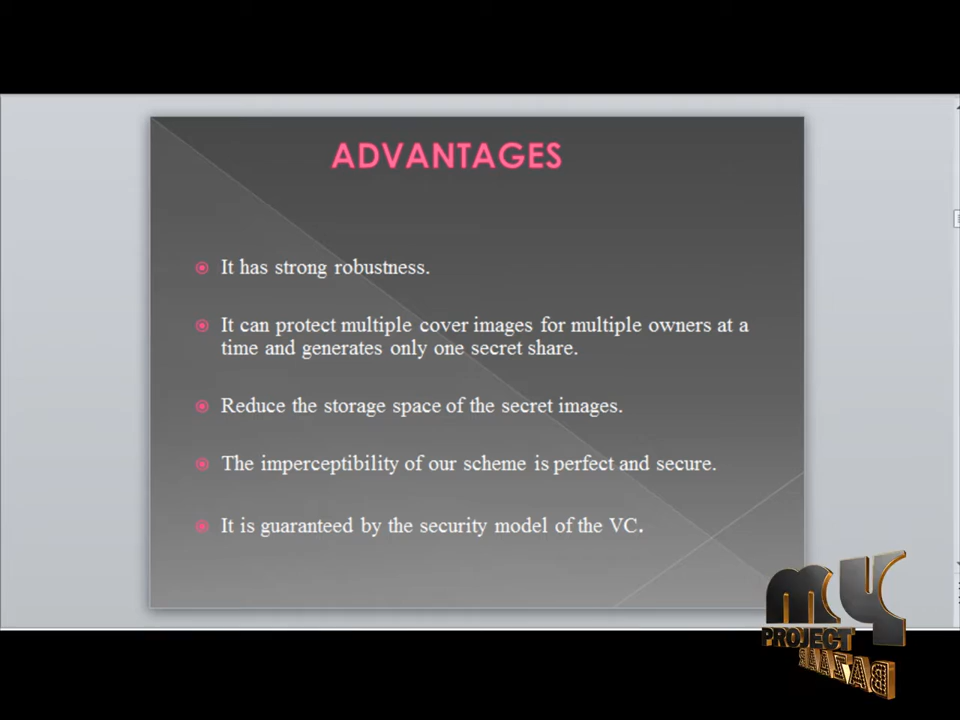 ADVANTAGES
It has strong robustness.
It can protect multiple cover images for multiple owners at a
time and generates only one secret share.
Reduce the storage space of the secret images.
The imperceptibility of our scheme is perfect and secure.
It is guaranteed by the security model of the VC.
my
PROJECT
BAZAAR